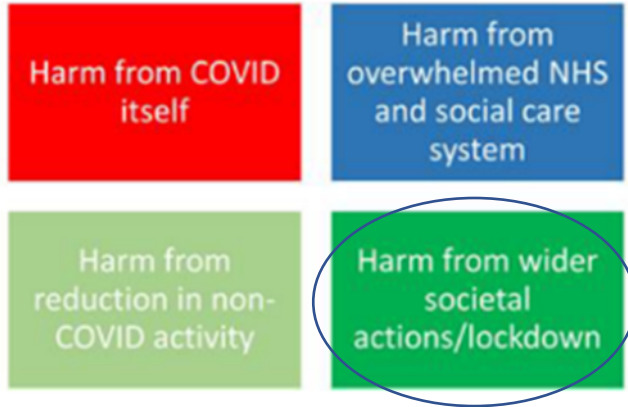 Harm from COVID
itself
Harm from
overwhelmed NHS
and social care
system
Harm from
reduction in non-
COVID activity
Harm from wider
societal
actions/lockdown